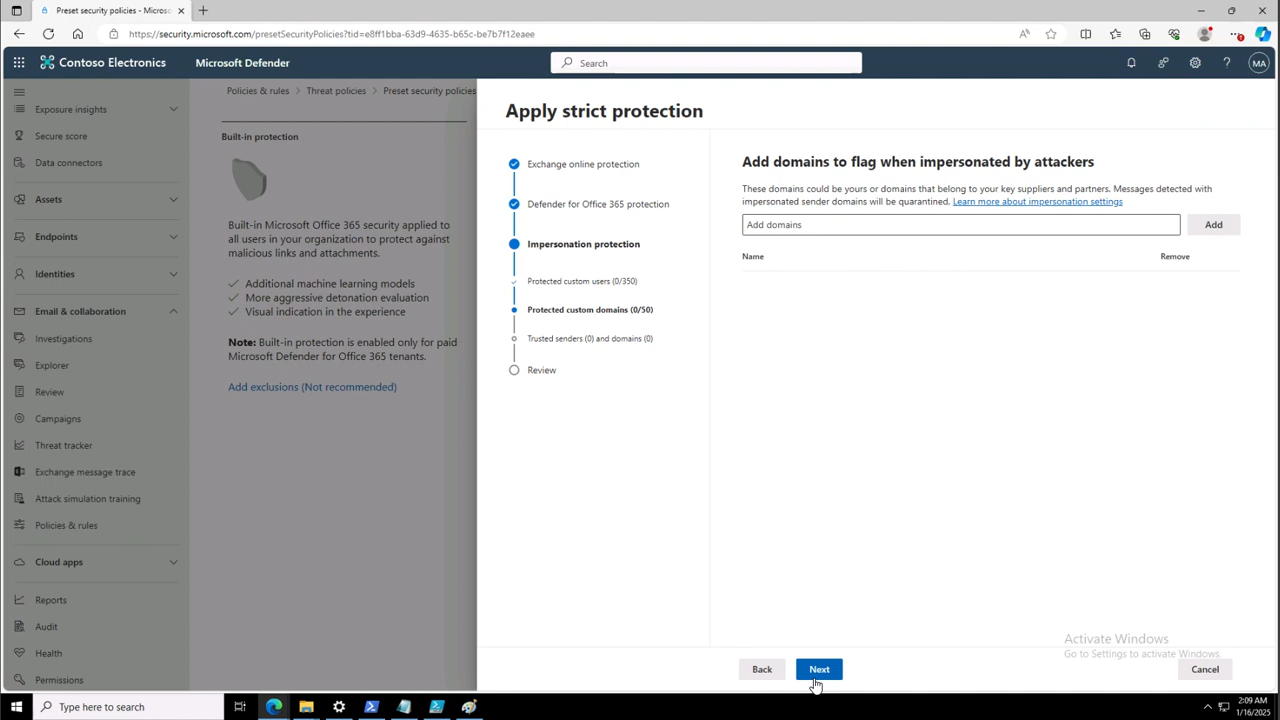 Preset security policies - Microso
https://security.microsoft.com/presetSecurityPolicies?tid=e8ff1bba-63d9-4635-b65c-be7b7f12eaee
Contoso Electronics
Microsoft Defender
Search
MA
Exposure insights
Secure score
Data connectors
Assets
Endpoints
Identities
Email & collaboration
Investigations
Explorer
Review
Campaigns
Threat tracker
Exchange message trace
Attack simulation training
Policies & rules
Cloud apps
Reports
Audit
Health
Permissions
Policies & rules > Threat policies > Preset security policies
Built-in protection
Built-in Microsoft Office 365 security applied to
all users in your organization to protect against
malicious links and attachments.
Additional machine learning models
More aggressive detonation evaluation
Visual indication in the experience
Note: Built-in protection is enabled only for paid
Microsoft Defender for Office 365 tenants.
Add exclusions (Not recommended)
Apply strict protection
Exchange online protection
Defender for Office 365 protection
Impersonation protection
Protected custom users (0/350)
Protected custom domains (0/50)
Trusted senders (0) and domains (0)
Review
Add domains to flag when impersonated by attackers
These domains could be yours or domains that belong to your key suppliers and partners. Messages detected with
impersonated sender domains will be quarantined. Learn more about impersonation settings
Add domains
Add
Name
Remove
Activate Windows
Go to Settings to activate Windows.
Back
Next
Cancel
Type here to search
2:09 AM
1/16/2025